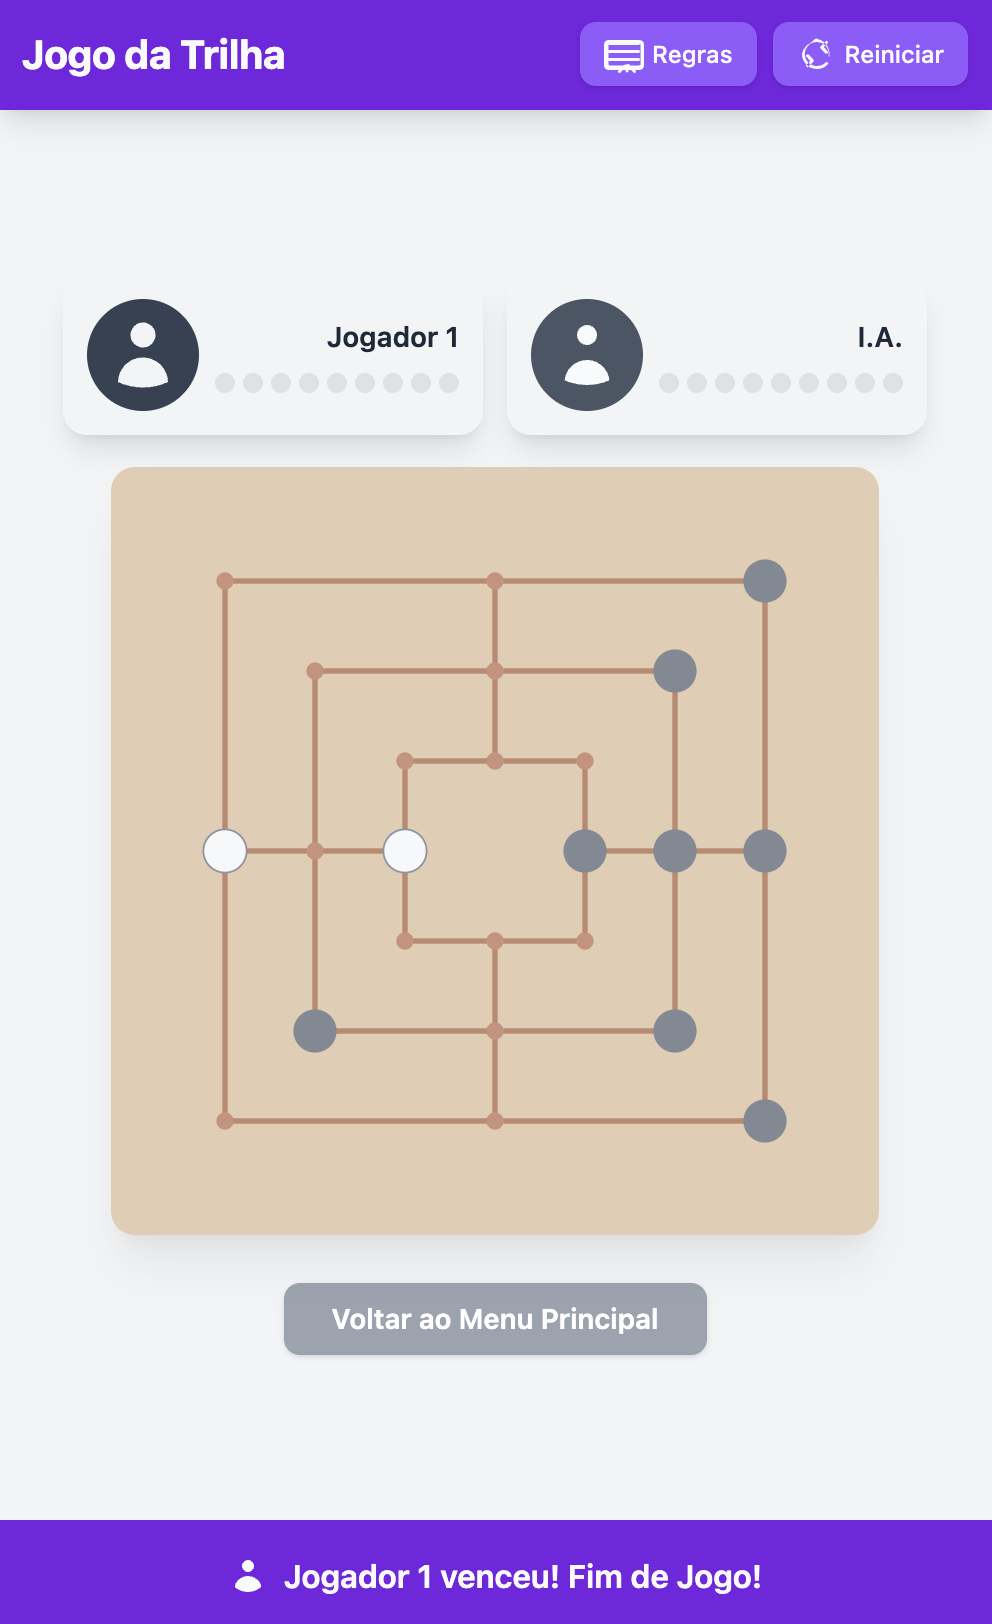 Jogo da Trilha
Regras
Reiniciar
Jogador 1
I.A.
Voltar ao Menu Principal
Jogador 1 venceu! Fim de Jogo!